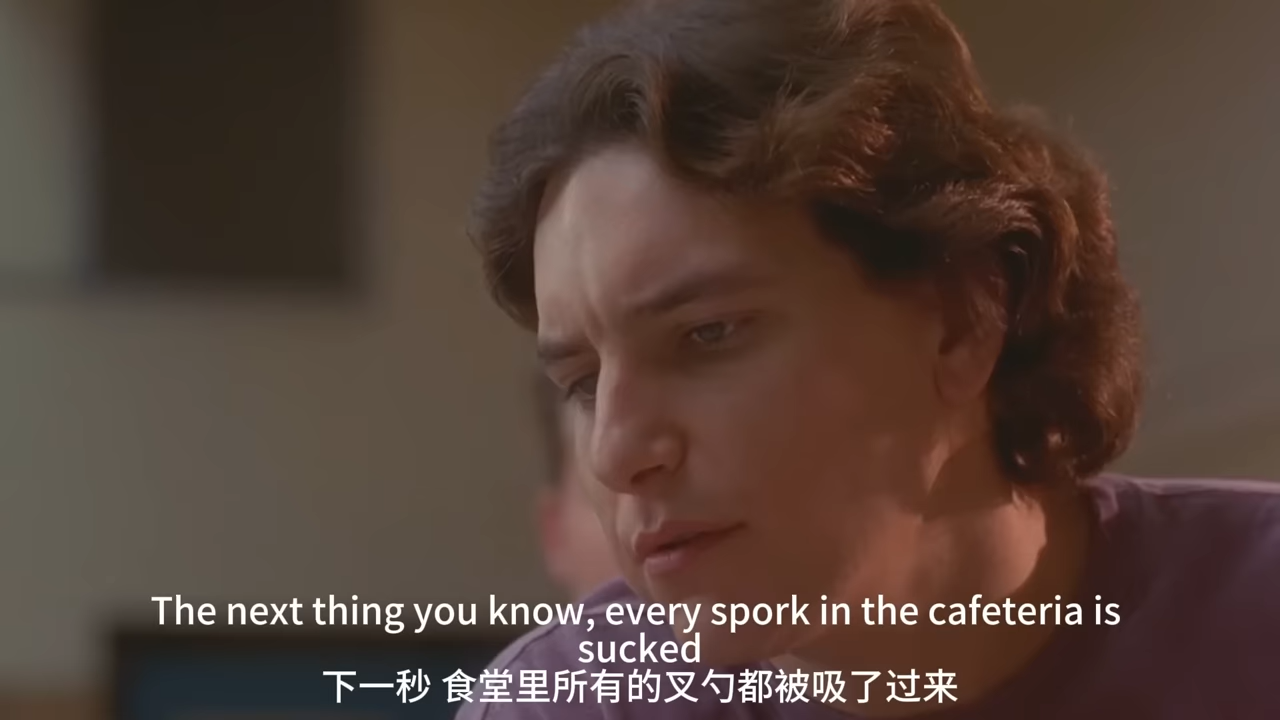 The next thing you know, every spork in the cafeteria is
sucked
下一秒 食堂里所有的叉勺都被吸了过来